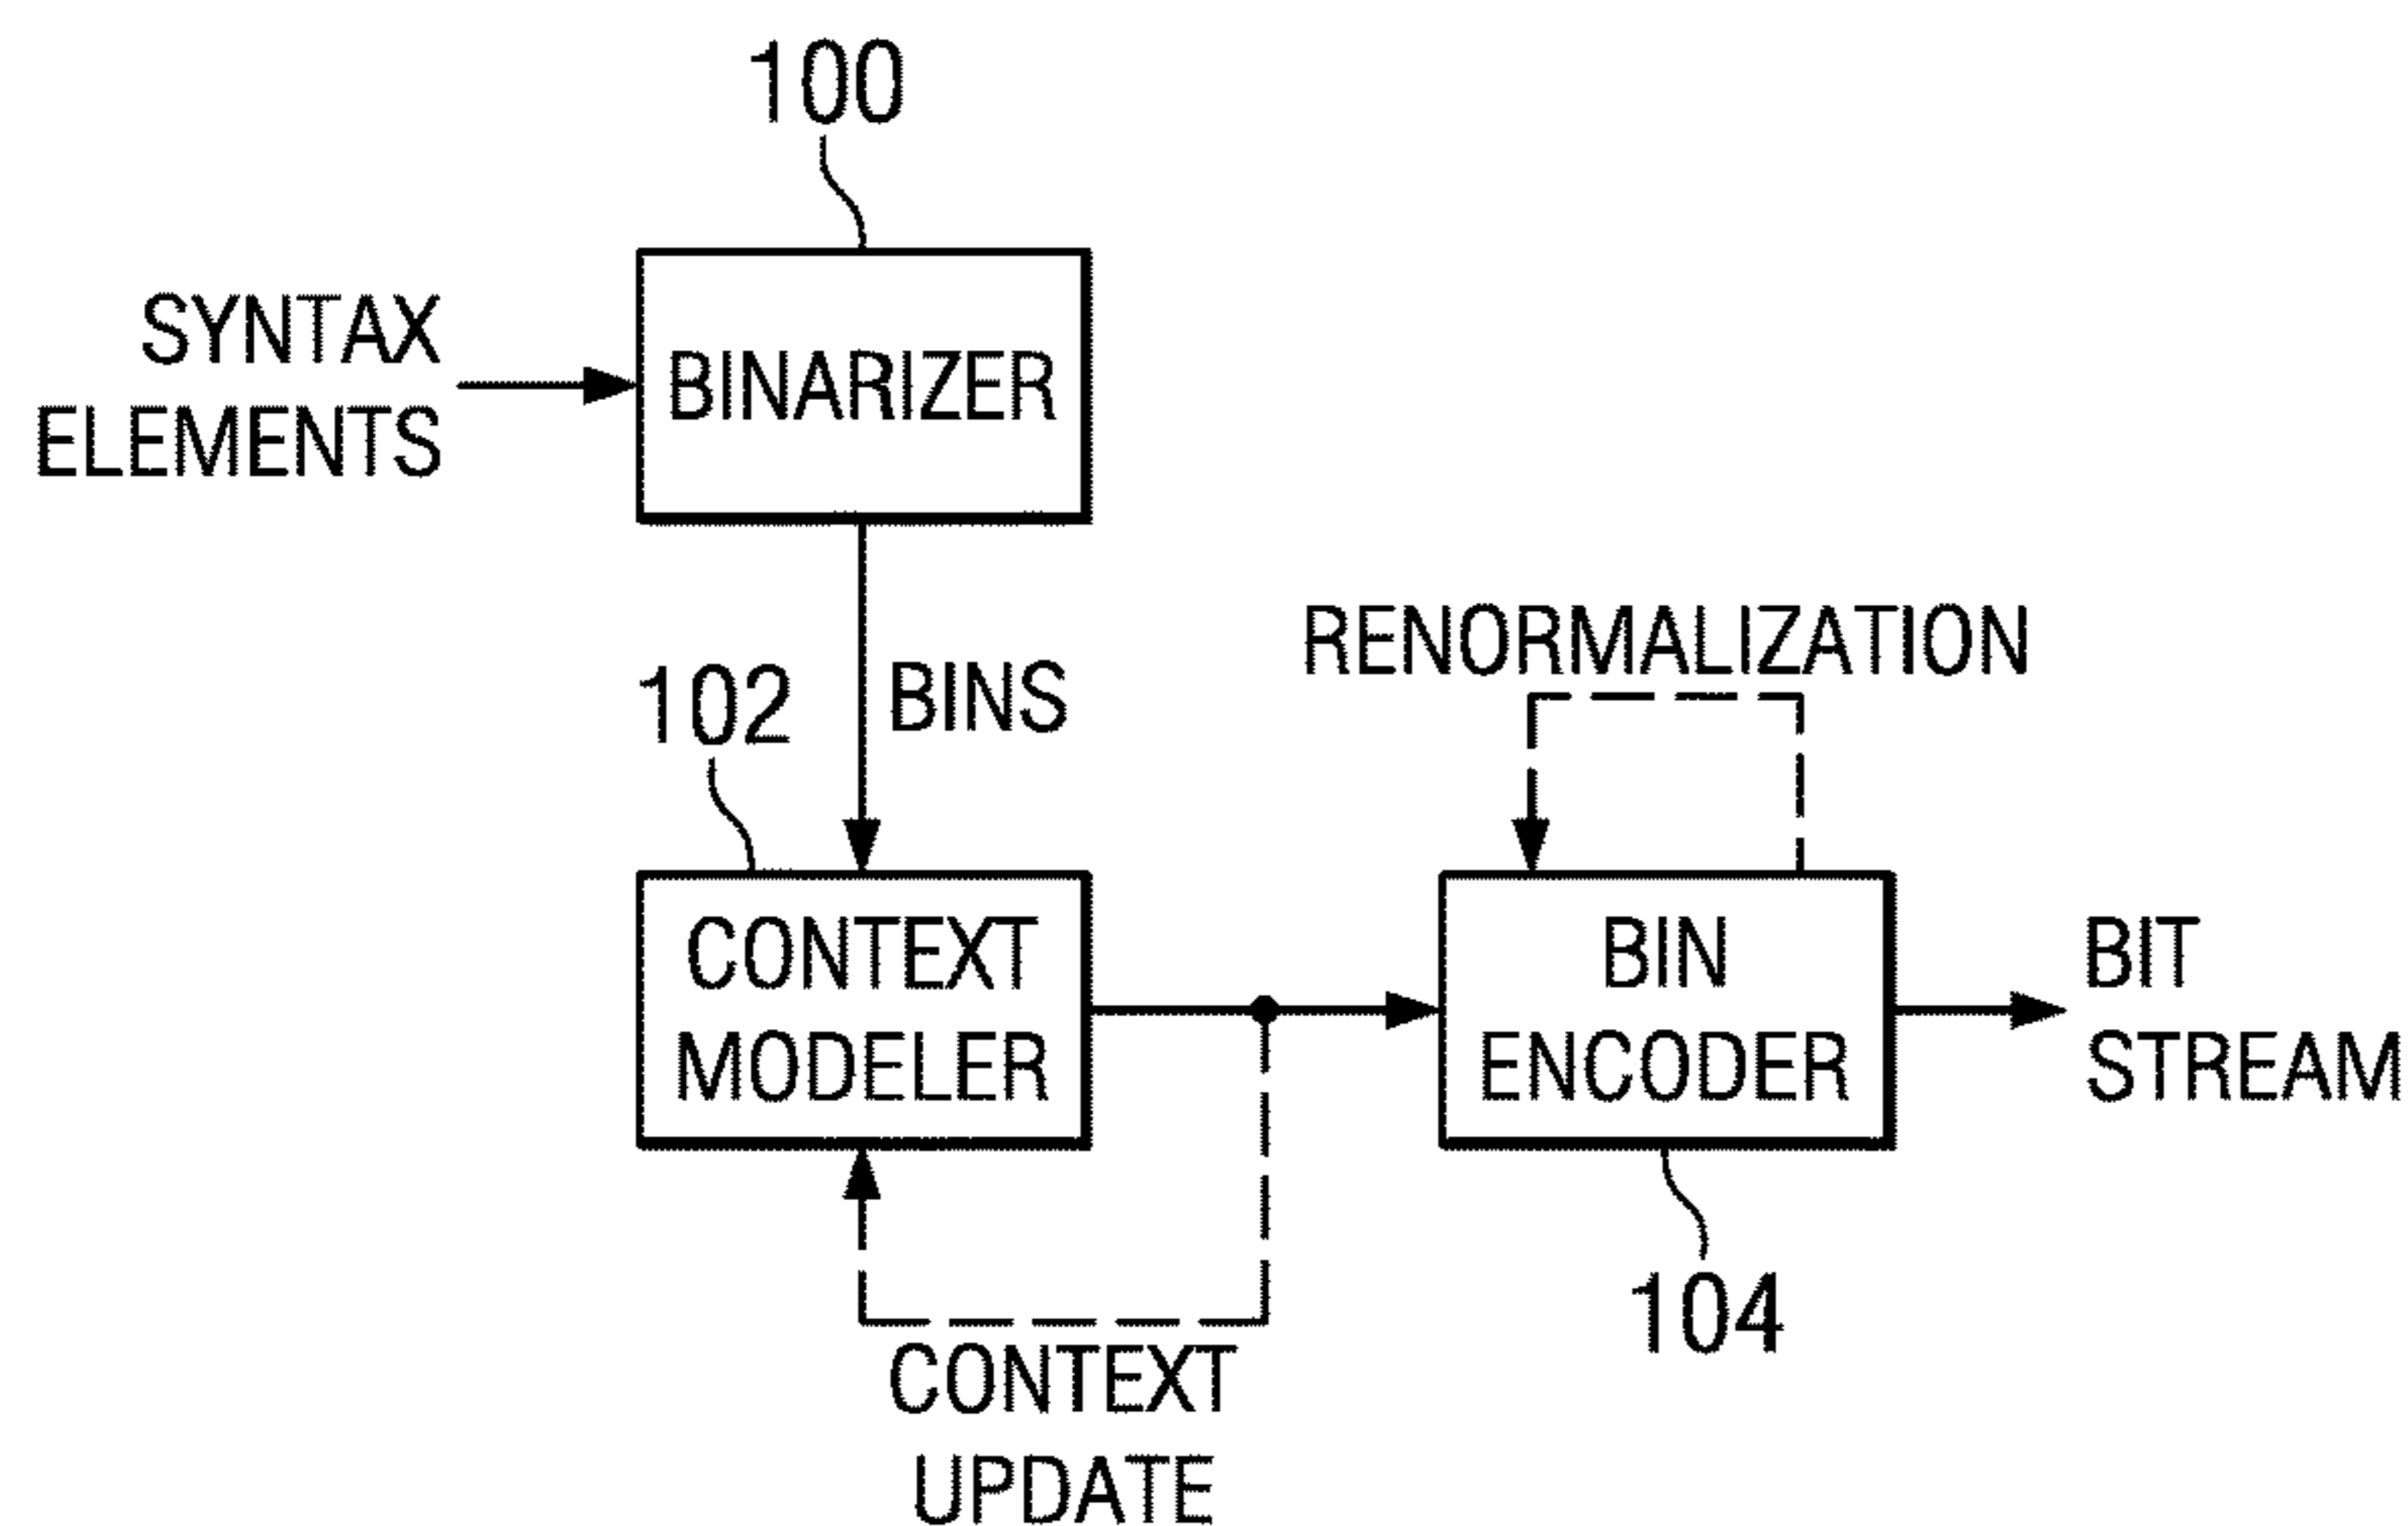 100
SYNTAX
ELEMENTS
BINARIZER
102
BINS
RENORMALIZATION
CONTEXT
MODELER
BIN
ENCODER
BIT
STREAM
104
CONTEXT
UPDATE